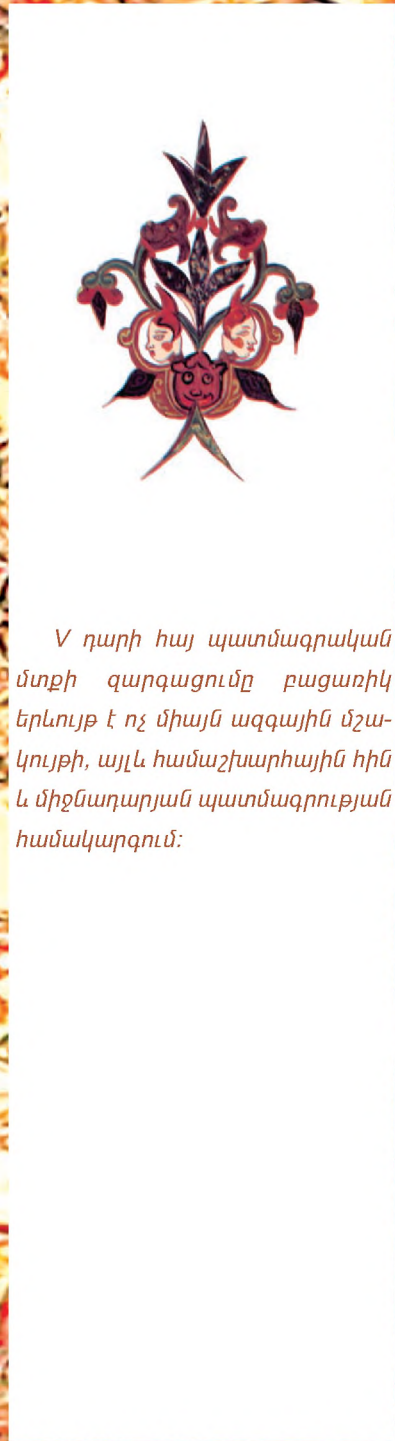 V դարի հայ պատմագրական
մտքի զարգացումը բացառիկ
երևույթ է ոչ միայն ազգային մշա-
կույթի, այլև համաշխարհային հին
և միջնադարյան պատմագրության
համակարգում: